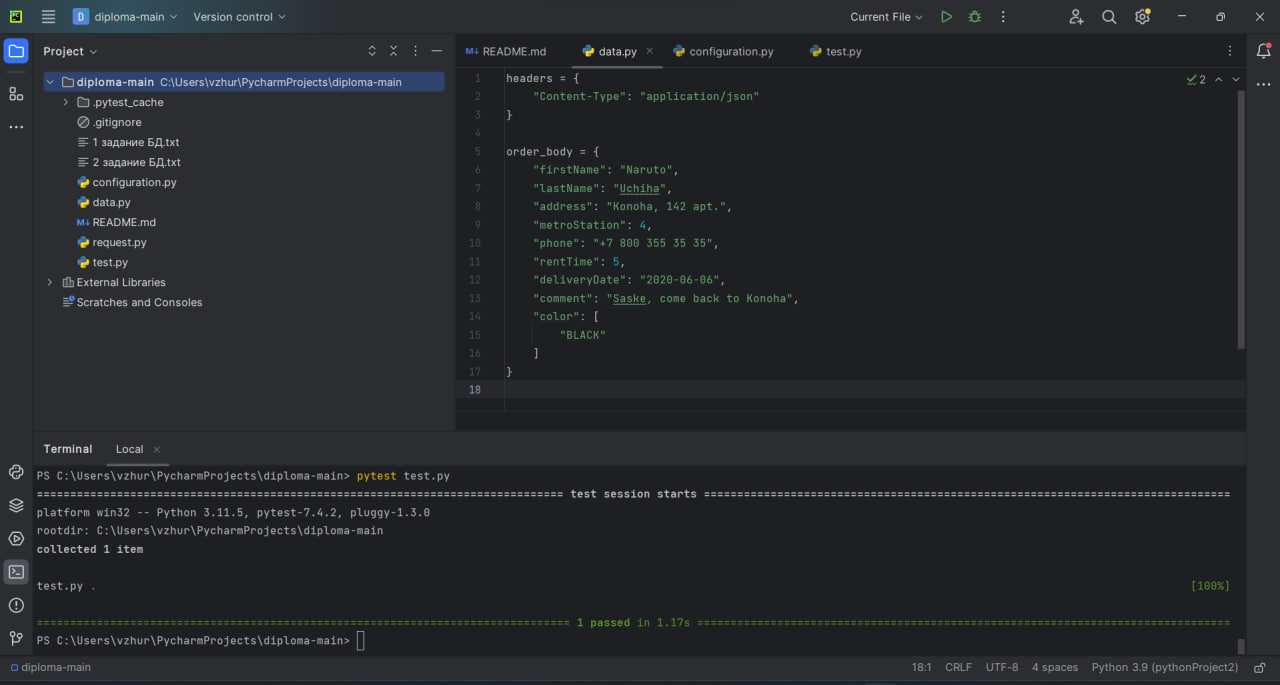 PC
D diploma-main Version control Current File
Project
diploma-main C:\Users\vzhur\PycharmProjects\diploma-main
.pytest_cache
.gitignore
1 задание БД.txt
2 задание БД.txt
configuration.py
data.py
M↓ README.md
request.py
test.py
External Libraries
Scratches and Consoles
M↓ README.md data.py configuration.py test.py
2
1 headers = {
2 "Content-Type": "application/json"
3 }
4
5 order_body = {
6 "firstName": "Naruto",
7 "lastName": "Uchiha",
8 "address": "Konoha, 142 apt.",
9 "metroStation": 4,
10 "phone": "+7 800 355 35 35",
11 "rentTime": 5,
12 "deliveryDate": "2020-06-06",
13 "comment": "Saske, come back to Konoha",
14 "color": [
15 "BLACK"
16 ]
17 }
18
Terminal Local
PS C:\Users\vzhur\PycharmProjects\diploma-main> pytest test.py
=============================================================================== test session starts ===============================================================================
platform win32 -- Python 3.11.5, pytest-7.4.2, pluggy-1.3.0
rootdir: C:\Users\vzhur\PycharmProjects\diploma-main
collected 1 item
test.py . [100%]
================================================================================ 1 passed in 1.17s ================================================================================
PS C:\Users\vzhur\PycharmProjects\diploma-main>
diploma-main 18:1 CRLF UTF-8 4 spaces Python 3.9 (pythonProject2)